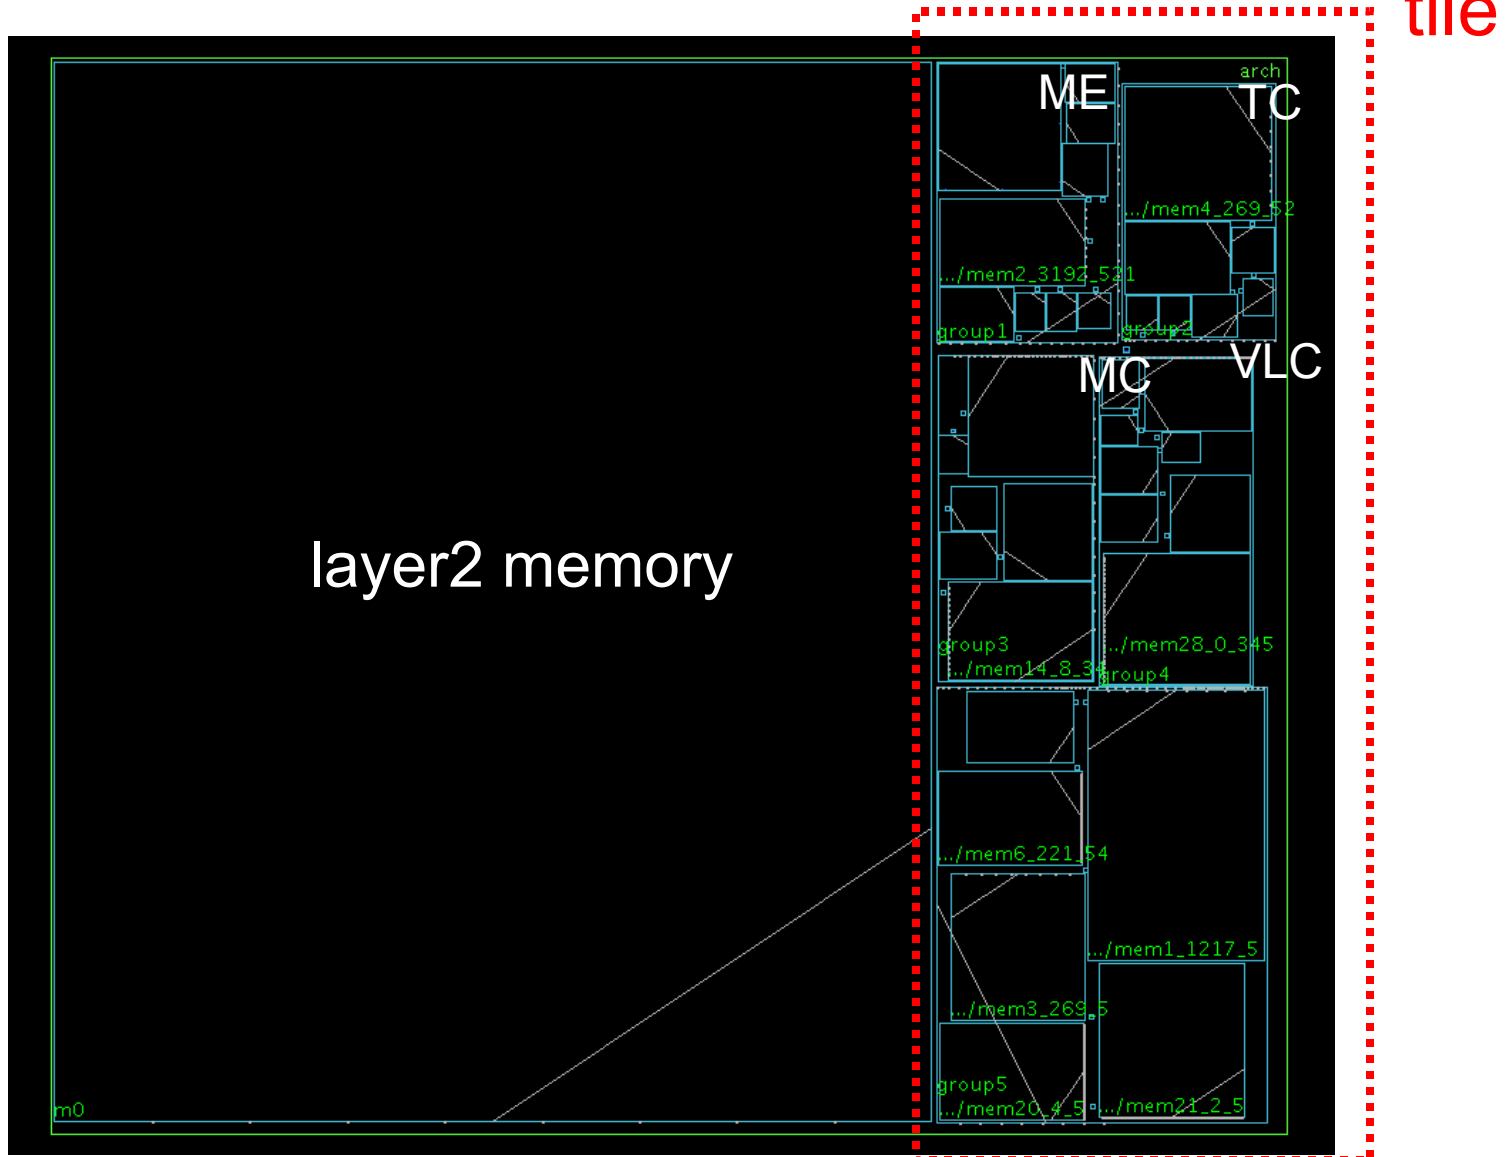 tile
arch
ME
TC
.../mem4_269_52
.../mem2_3192_521
group1
group2
MC
VLC
layer2 memory
group3
.../mem28_0_345
.../mem14_8_34
group4
.../mem6_221_54
.../mem1_1217_5
.../mem3_269_5
group5
m0
.../mem20_4_5
.../mem21_2_5